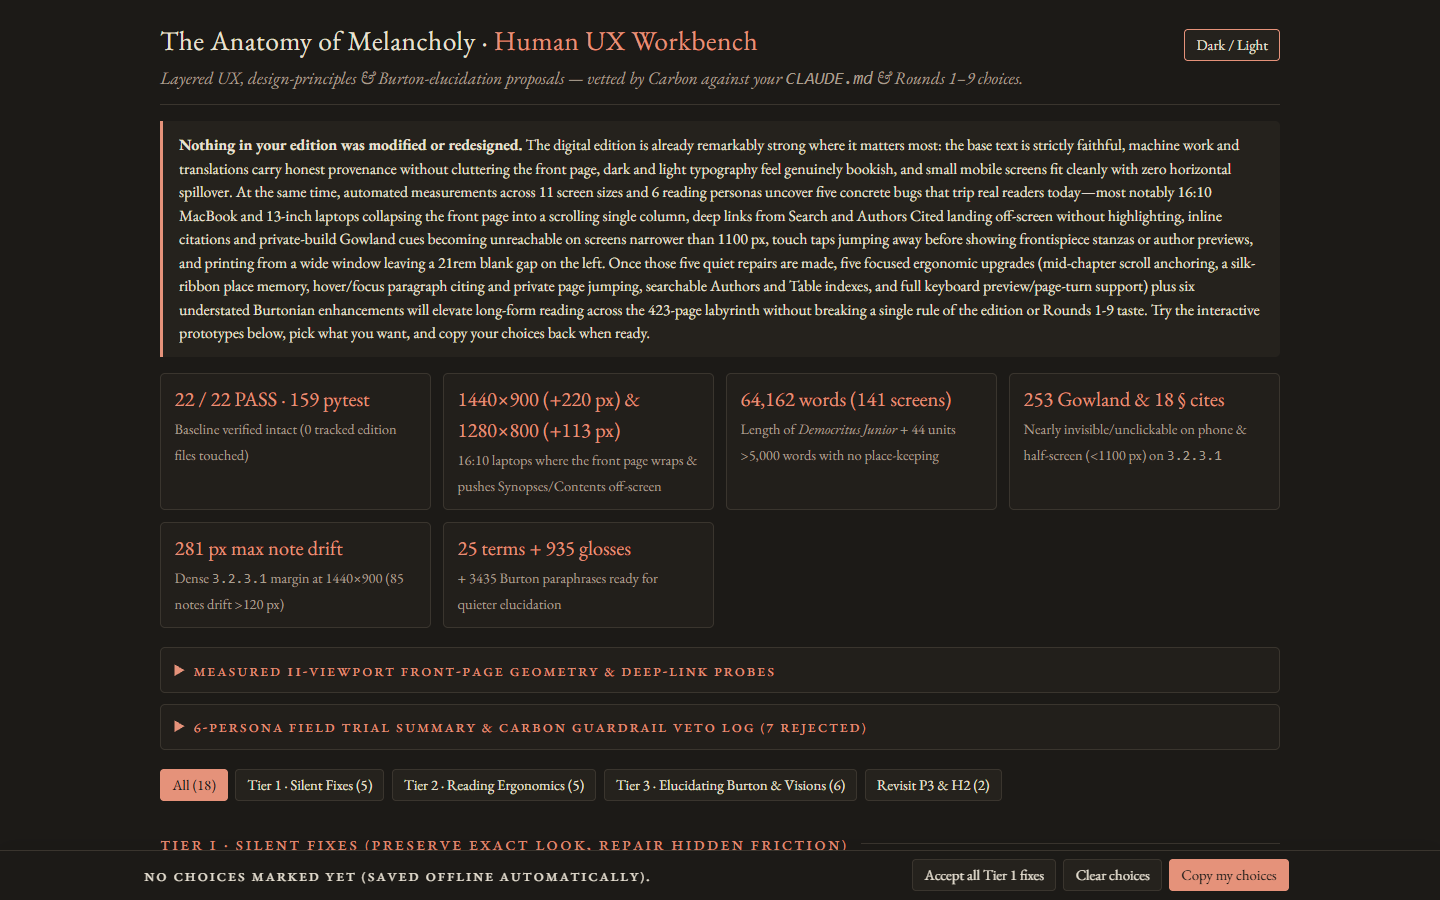 The Anatomy of Melancholy · Human UX Workbench
Dark / Light
Layered UX, design-principles & Burton-elucidation proposals — vetted by Carbon against your CLAUDE.md & Rounds 1–9 choices.
Nothing in your edition was modified or redesigned. The digital edition is already remarkably strong where it matters most: the base text is strictly faithful, machine work and
translations carry honest provenance without cluttering the front page, dark and light typography feel genuinely bookish, and small mobile screens fit cleanly with zero horizontal
spillover. At the same time, automated measurements across 11 screen sizes and 6 reading personas uncover five concrete bugs that trip real readers today—most notably 16:10
MacBook and 13-inch laptops collapsing the front page into a scrolling single column, deep links from Search and Authors Cited landing off-screen without highlighting, inline
citations and private-build Gowland cues becoming unreachable on screens narrower than 1100 px, touch taps jumping away before showing frontispiece stanzas or author previews,
and printing from a wide window leaving a 21rem blank gap on the left. Once those five quiet repairs are made, five focused ergonomic upgrades (mid-chapter scroll anchoring, a silk-
ribbon place memory, hover/focus paragraph citing and private page jumping, searchable Authors and Table indexes, and full keyboard preview/page-turn support) plus six
understated Burtonian enhancements will elevate long-form reading across the 423-page labyrinth without breaking a single rule of the edition or Rounds 1-9 taste. Try the interactive
prototypes below, pick what you want, and copy your choices back when ready.
22 / 22 PASS · 159 pytest
Baseline verified intact (0 tracked edition
files touched)
1440×900 (+220 px) &
1280×800 (+113 px)
16:10 laptops where the front page wraps &
pushes Synopses/Contents off-screen
64,162 words (141 screens)
Length of Democritus Junior + 44 units
>5,000 words with no place-keeping
253 Gowland & 18 § cites
Nearly invisible/unclickable on phone &
half-screen (<1100 px) on 3.2.3.1
281 px max note drift
Dense 3.2.3.1 margin at 1440×900 (85
notes drift >120 px)
25 terms + 935 glosses
+ 3435 Burton paraphrases ready for
quieter elucidation
▶ MEASURED 11-VIEWPORT FRONT-PAGE GEOMETRY & DEEP-LINK PROBES
▶ 6-PERSONA FIELD TRIAL SUMMARY & CARBON GUARDRAIL VETO LOG (7 REJECTED)
All (18)
Tier 1 · Silent Fixes (5)
Tier 2 · Reading Ergonomics (5)
Tier 3 · Elucidating Burton & Visions (6)
Revisit P3 & H2 (2)
TIER 1 · SILENT FIXES (PRESERVE EXACT LOOK, REPAIR HIDDEN FRICTION)
NO CHOICES MARKED YET (SAVED OFFLINE AUTOMATICALLY).
Accept all Tier 1 fixes
Clear choices
Copy my choices